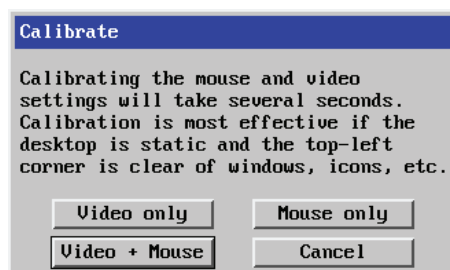 Calibrate
Calibrating the mouse and video
settings will take several seconds.
Calibration is most effective if the
desktop is static and the top-left
corner is clear of windows, icons, etc.
Video only
Mouse only
Video + Mouse
Cancel